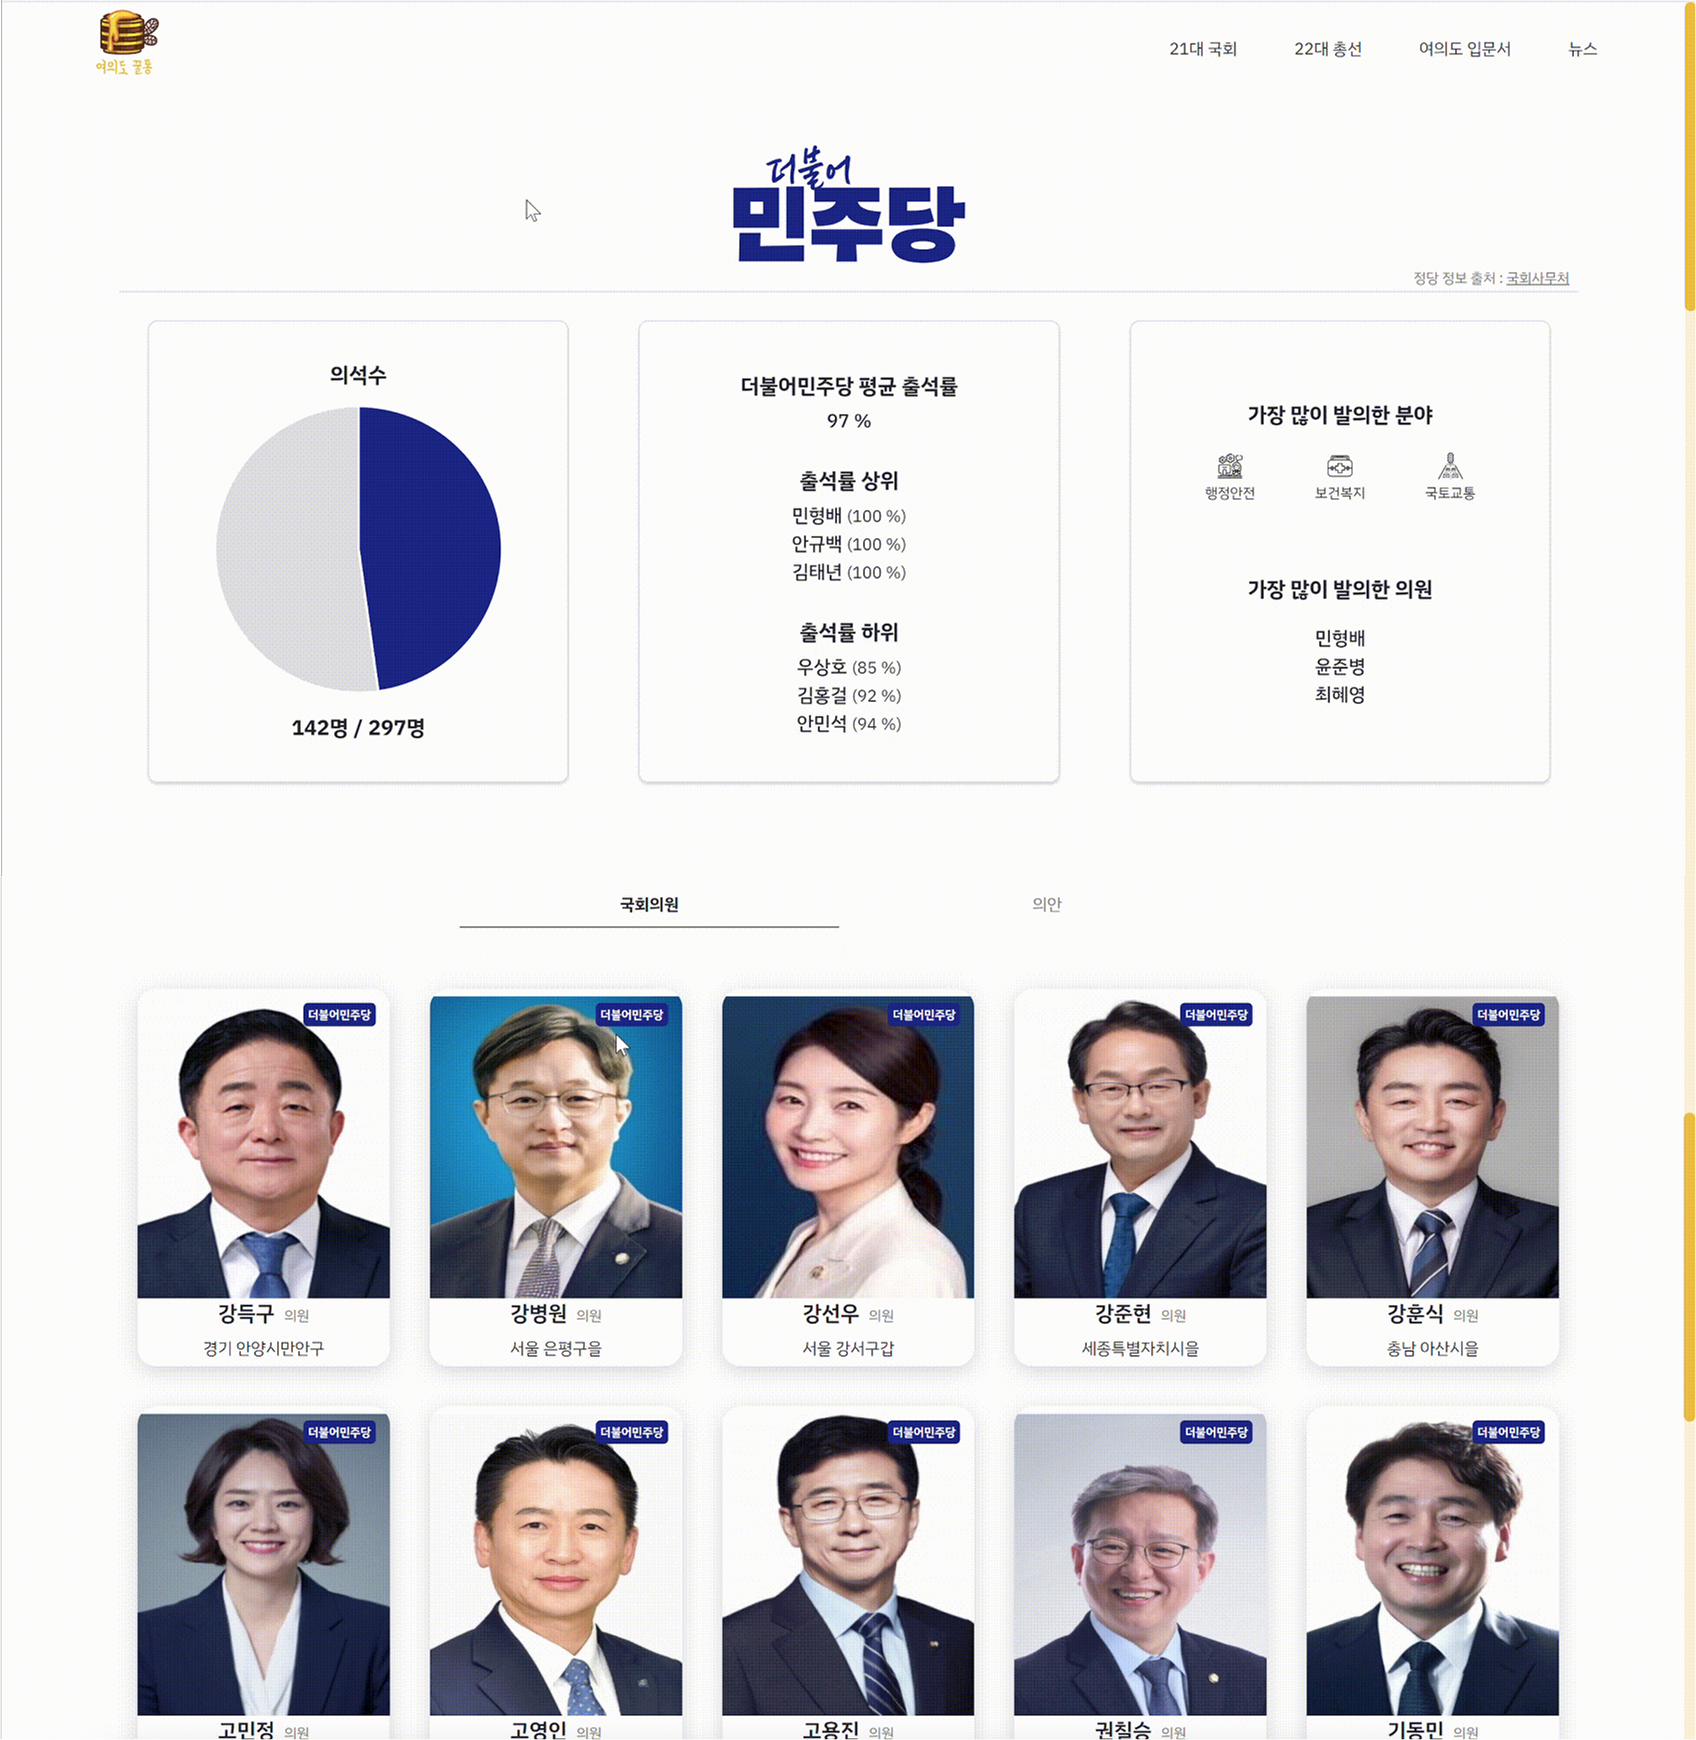 여의도 꿀통
21대 국회
22대 총선
여의도 입문서
뉴스
더불어
민주당
정당 정보 출처 : 국회사무처
의석수
142명 / 297명
더불어민주당 평균 출석률
97 %
출석률 상위
민형배 (100 %)
안규백 (100 %)
김태년 (100 %)
출석률 하위
우상호 (85 %)
김홍걸 (92 %)
안민석 (94 %)
가장 많이 발의한 분야
행정안전
보건복지
국토교통
가장 많이 발의한 의원
민형배
윤준병
최혜영
국회의원
의안
더불어민주당
강득구 의원
경기 안양시만안구
더불어민주당
강병원 의원
서울 은평구을
더불어민주당
강선우 의원
서울 강서구갑
더불어민주당
강준현 의원
세종특별자치시을
더불어민주당
강훈식 의원
충남 아산시을
더불어민주당
고민정 의원
더불어민주당
고영인 의원
더불어민주당
고용진 의원
더불어민주당
권칠승 의원
더불어민주당
기동민 의원